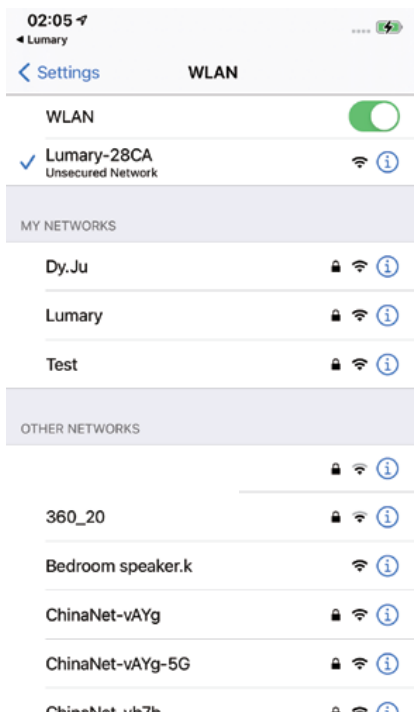 02:05
◀ Lumary
Settings
WLAN
WLAN
Lumary-28CA
Unsecured Network
MY NETWORKS
Dy.Ju
Lumary
Test
OTHER NETWORKS
360_20
Bedroom speaker.k
ChinaNet-vAYg
ChinaNet-vAYg-5G